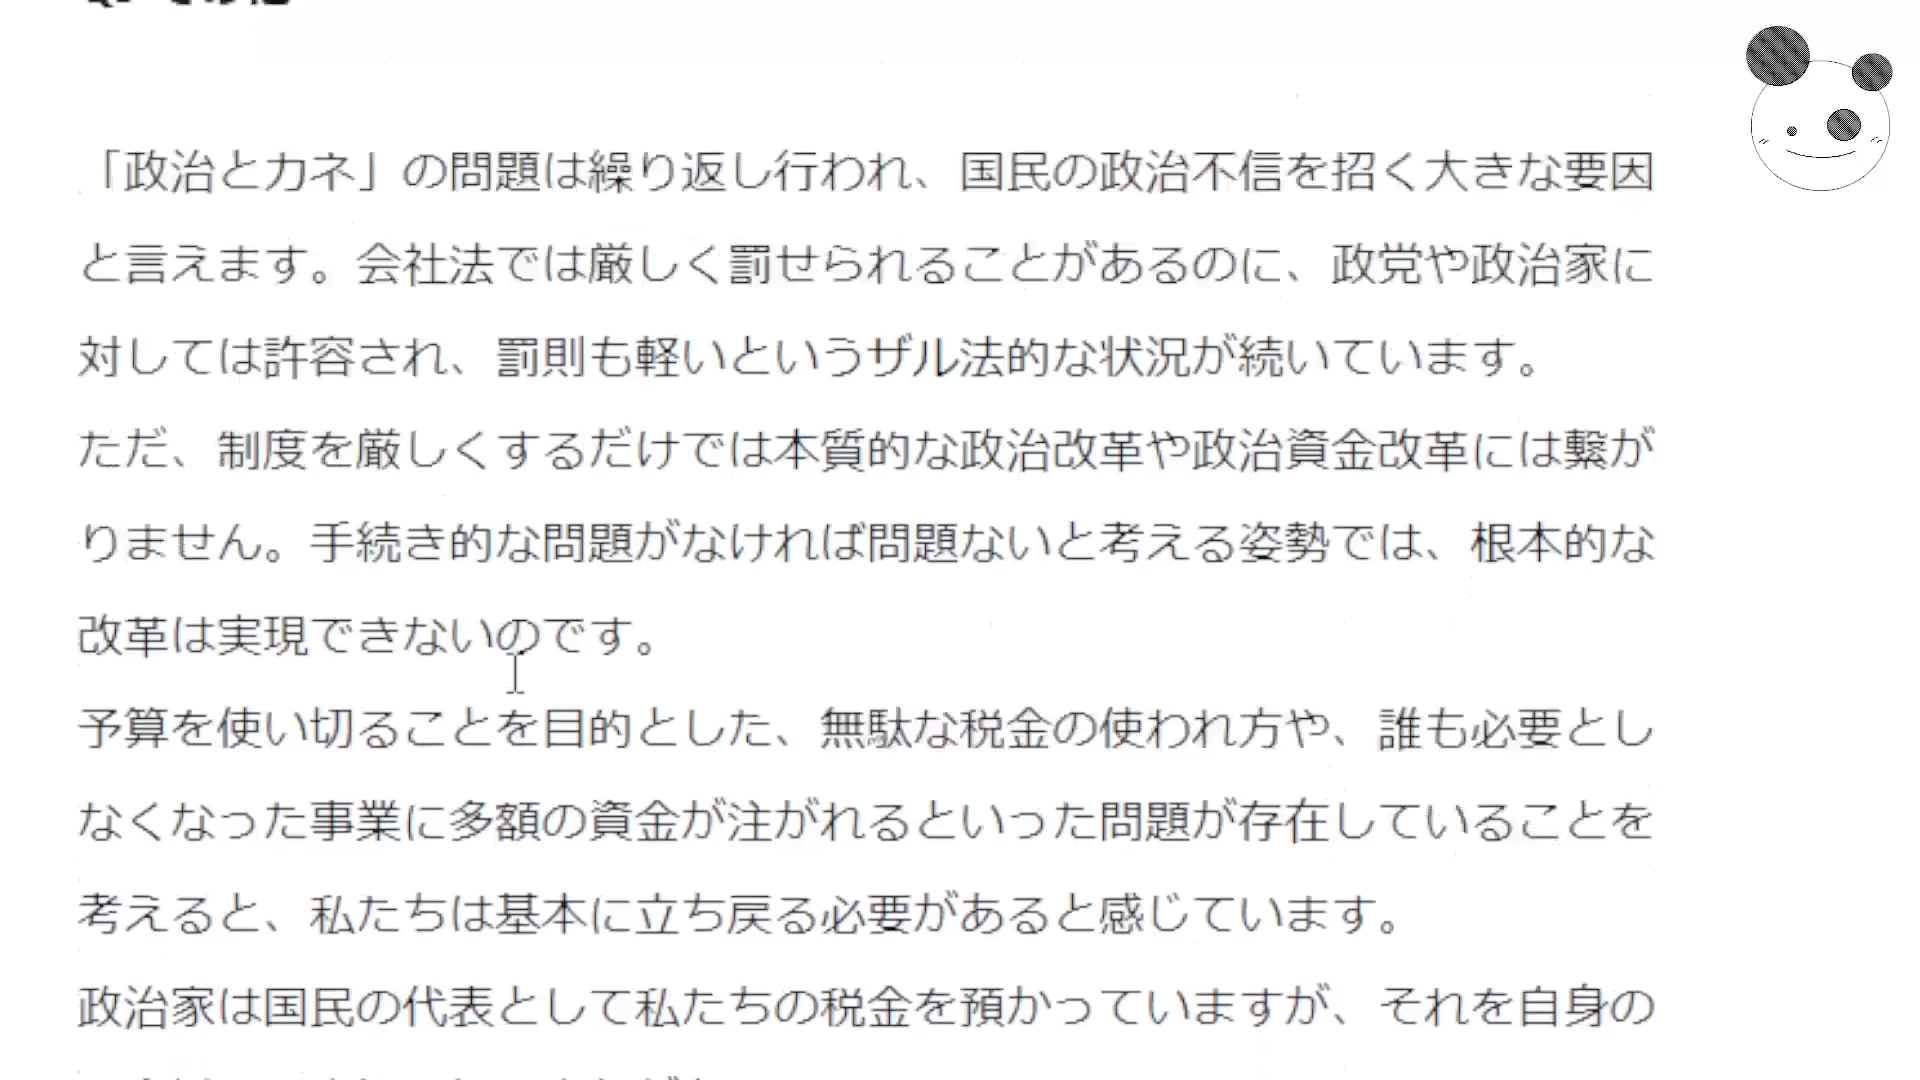 「政治とカネ」の問題は繰り返し行われ、国民の政治不信を招く大きな要因
と言えます。会社法では厳しく罰せられることがあるのに、政党や政治家に
対しては許容され、罰則も軽いというザル法的な状況が続いています。
ただ、制度を厳しくするだけでは本質的な政治改革や政治資金改革には繋が
りません。手続き的な問題がなければ問題ないと考える姿勢では、根本的な
改革は実現できないのです。
予算を使い切ることを目的とした、無駄な税金の使われ方や、誰も必要とし
なくなった事業に多額の資金が注がれるといった問題が存在していることを
考えると、私たちは基本に立ち戻る必要があると感じています。
政治家は国民の代表として私たちの税金を預かっていますが、それを自身の